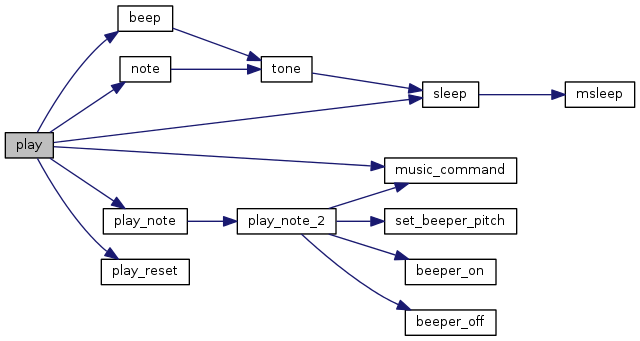 beep
note
tone
sleep
msleep
play
music_command
play_note
play_note_2
set_beeper_pitch
play_reset
beeper_on
beeper_off